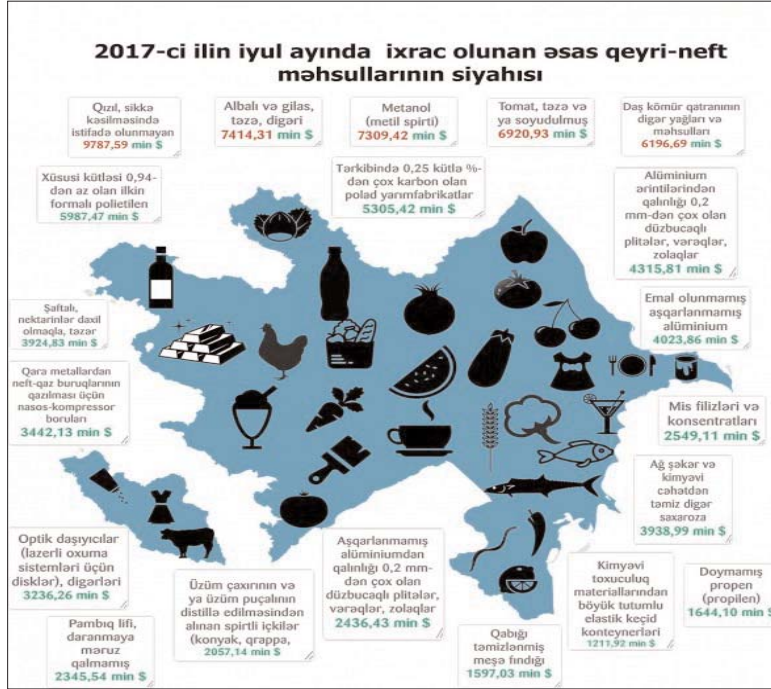 2017-ci ilin iyul ayında ixrac olunan əsas qeyri-neft
məhsullarının siyahısı
Qızıl, sikkə
kəsilməsində
istifadə olunmayan
9787,59 min $
Albalı və gilas,
təzə, digəri
7414,31 min $
Metanol
(metil spirti)
7309,42 min $
Tomat, təzə və
ya soyudulmuş
6920,93 min $
Daş kömür qatranının
digər yağları və
məhsulları
6196,69 min $
Xüsusi kütləsi 0,94-
dən az olan ilkin
formalı polietilen
5987,47 min $
Tərkibində 0,25 kütlə %-
dən çox karbon olan
polad yarımfabrikatlar
5305,42 min $
Alüminium
ərintilərindən
qalınlığı 0,2
mm-dən çox olan
düzbucaqlı
plitələr, vərəqlər,
zolaqlar
4315,81 min $
Şaftalı,
nektarinlər daxil
olmaqla, təzər
3924,83 min $
Emal olunmamış
aşqarlanmamış
alüminium
4023,86 min $
Qara metallardan
neft-qaz buruqlarının
qazılması üçün
nasos-kompressor
boruları
3442,13 min $
Mis filizləri və
konsentratları
2549,11 min $
Ağ şəkər və
kimyəvi
cəhətdən
təmiz digər
saxaroza
3938,99 min $
Optik daşıyıcılar
(lazerli oxuma
sistemləri üçün
disklər), digərləri
3236,26 min $
Üzüm çaxırının və
ya üzüm puçalının
distillə edilməsindən
alınan spirtli içkilər
(konyak, qrappa,
2057,14 min $
Aşqarlanmamış
alüminiumdan
qalınlığı 0,2 mm-
dən çox olan
düzbucaqlı plitələr,
vərəqlər, zolaqlar
2436,43 min $
Kimyəvi
toxuculuq
materiallarından
böyük tutumlu
elastik keçid
konteynerləri
1211,92 min $
Doymamış
propen
(propilen)
1644,10 min $
Pambıq lifi,
daranmaya
məruz
qalmamış
2345,54 min $
Qabığı
təmizlənmiş
meşə fındığı
1597,03 min $